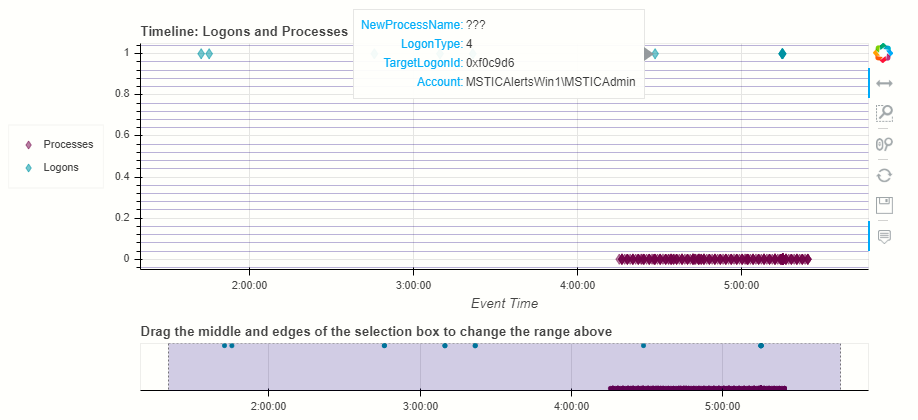 Timeline: Logons and Processes
NewProcessName: ???
LogonType: 4
TargetLogonId: 0xf0c9d6
Account: MSTICAlertsWin1\MSTICAdmin
Processes
Logons
1
0.8
0.6
0.4
0.2
0
2:00:00 3:00:00 4:00:00 5:00:00
Event Time
Drag the middle and edges of the selection box to change the range above
2:00:00 3:00:00 4:00:00 5:00:00